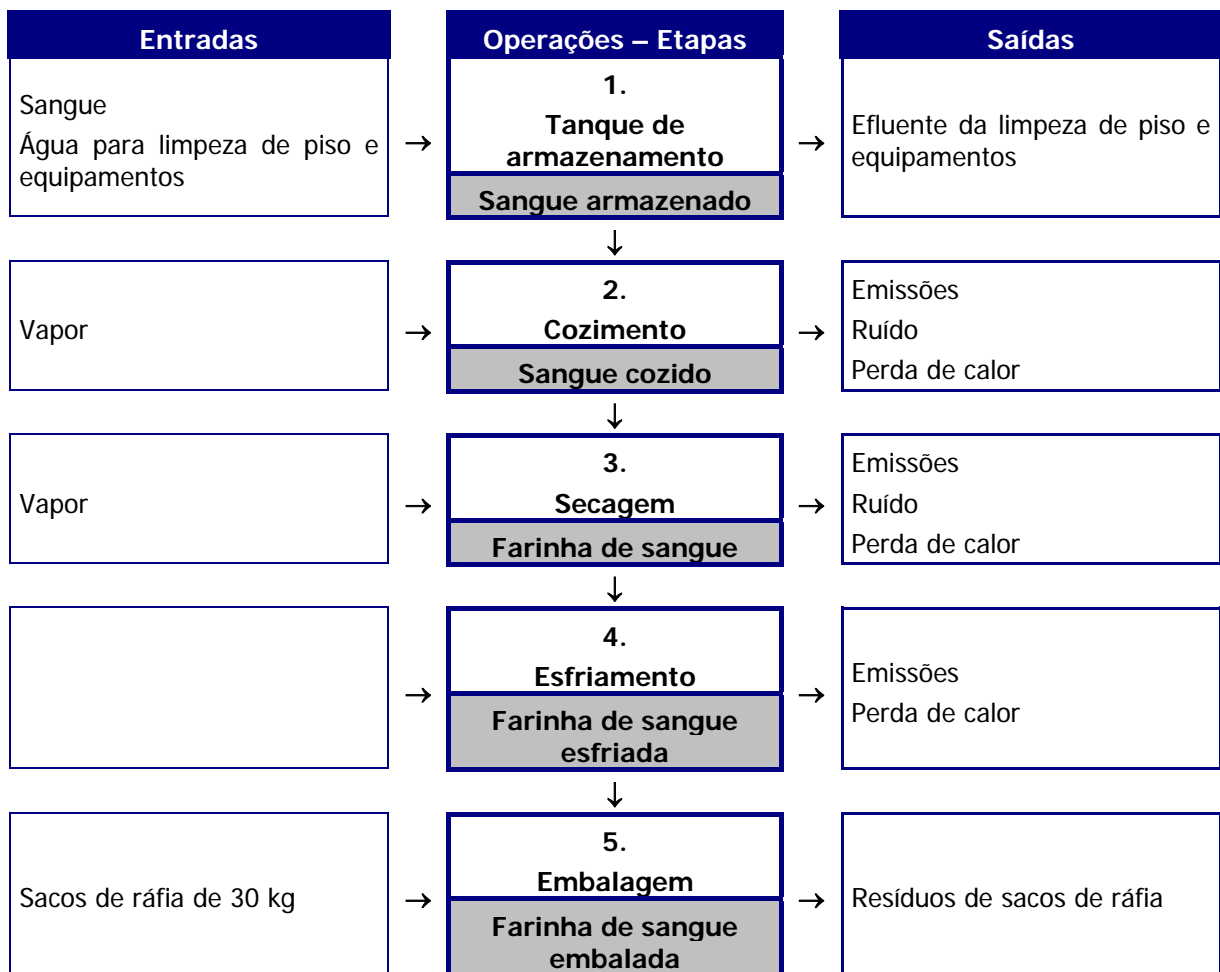 Entradas
Operações – Etapas
Saídas
Sangue
Água para limpeza de piso e
equipamentos
→
1.
Tanque de
armazenamento
Sangue armazenado
→
Efluente da limpeza de piso e
equipamentos
↓
Vapor
→
2.
Cozimento
Sangue cozido
→
Emissões
Ruído
Perda de calor
↓
Vapor
→
3.
Secagem
Farinha de sangue
→
Emissões
Ruído
Perda de calor
↓
→
4.
Esfriamento
Farinha de sangue
esfriada
→
Emissões
Perda de calor
↓
Sacos de ráfia de 30 kg
→
5.
Embalagem
Farinha de sangue
embalada
→
Resíduos de sacos de ráfia